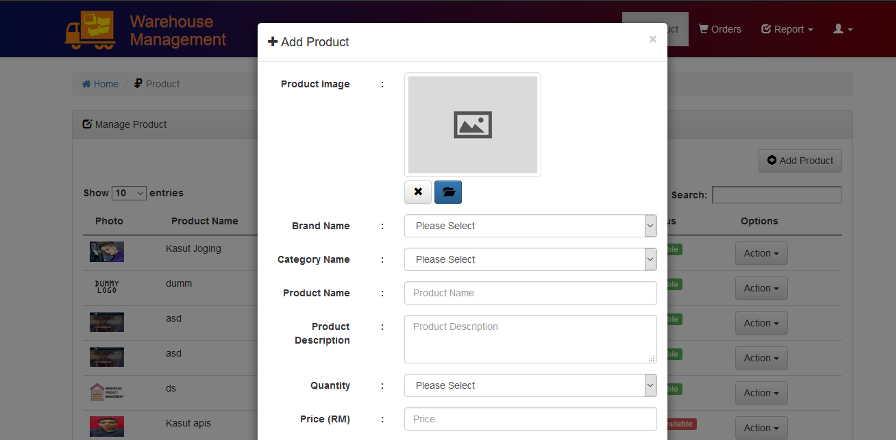 Warehouse
Management
Orders
Report
Add Product
×
Home / Product
Manage Product
Add Product
Show 10 entries
Search:
Photo Product Name
Options
Kasut Joging
Action
DUMMY
LOGO
dumm
Action
asd
Action
asd
Action
ds
Action
Kasut apis
Action
Product Image :
Brand Name : Please Select
Category Name : Please Select
Product Name : Product Name
Product
Description
: Product Description
Quantity : Please Select
Price (RM) : Price